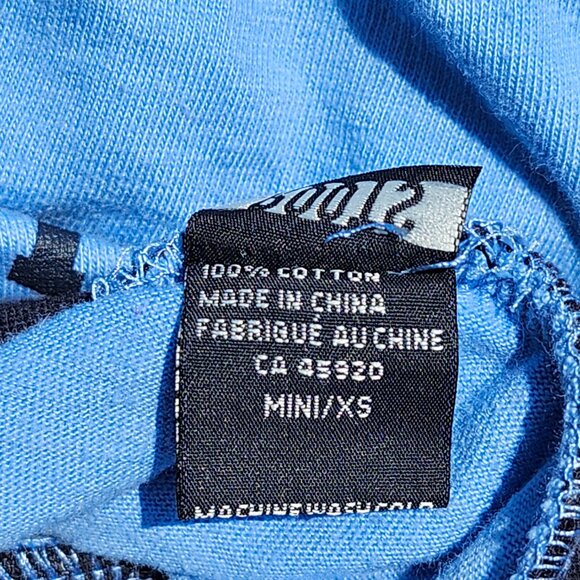 100% COTTON
MADE IN CHINA
FABRIQUÉ AU CHINE
CA 45920
MINI/XS
MACHINE WASH COLD